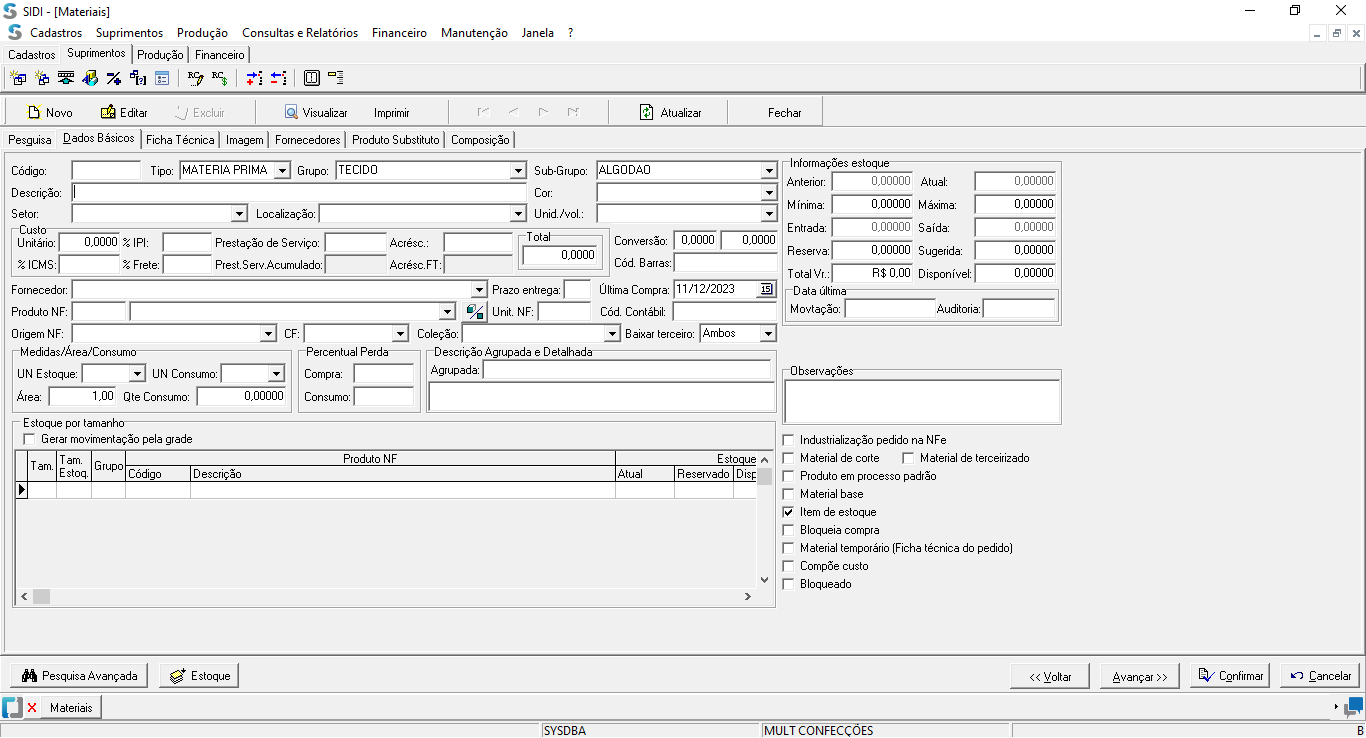 SIDI - [Materiais]
Cadastros Suprimentos Produção Consultas e Relatórios Financeiro Manutenção Janela ?
Cadastros Suprimentos Produção Financeiro
Novo Editar Excluir Visualizar Imprimir Atualizar Fechar
Pesquisa Dados Básicos Ficha Técnica Imagem Fornecedores Produto Substituto Composição
Código: Tipo: MATERIA PRIMA Grupo: TECIDO Sub-Grupo: ALGODAO
Descrição: Cor:
Setor: Localização: Unid./vol.:
Custo
Unitário: 0,0000 % IPI: Prestação de Serviço: Acrésc.:
% ICMS: % Frete: Prest.Serv.Acumulado: Acrésc.FT:
Total
0,0000
Conversão: 0,0000 0,0000
Cód. Barras:
Fornecedor: Prazo entrega: Última Compra: 11/12/2023 15
Produto NF: Unit. NF: Cód. Contábil:
Origem NF: CF: Coleção: Baixar terceiro: Ambos
Informações estoque
Anterior: 0,00000 Atual: 0,00000
Mínima: 0,00000 Máxima: 0,00000
Entrada: 0,00000 Saída: 0,00000
Reserva: 0,00000 Sugerida: 0,00000
Total Vr.: R$ 0,00 Disponível: 0,00000
Data última
Movtação: Auditoria:
Medidas/Área/Consumo
UN Estoque: UN Consumo:
Área: 1,00 Qte Consumo: 0,00000
Percentual Perda
Compra:
Consumo:
Descrição Agrupada e Detalhada
Agrupada:
Observações
Estoque por tamanho
Gerar movimentação pela grade
Tam. Tam. Estoq. Grupo Produto NF Estoque
Código Descrição Atual Reservado Disp
Industrialização pedido na NFe
Material de corte Material de terceirizado
Produto em processo padrão
Material base
Item de estoque
Bloqueia compra
Material temporário (Ficha técnica do pedido)
Compõe custo
Bloqueado
Pesquisa Avançada Estoque << Voltar Avançar >> Confirmar Cancelar
Materiais
SYSDBA MULT CONFECÇÕES B